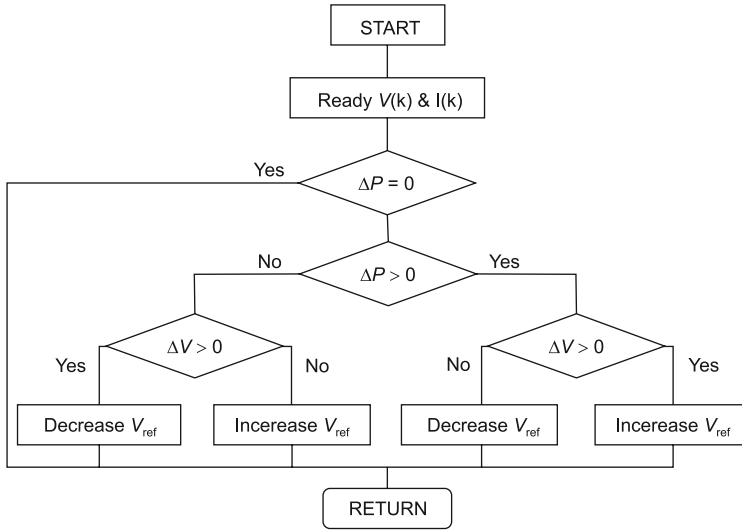 START
Ready V(k) & I(k)
Yes
ΔP = 0
No
ΔP > 0
Yes
ΔV > 0
ΔV > 0
Yes
No
No
Yes
Decrease Vref
Incerease Vref
Decrease Vref
Incerease Vref
RETURN